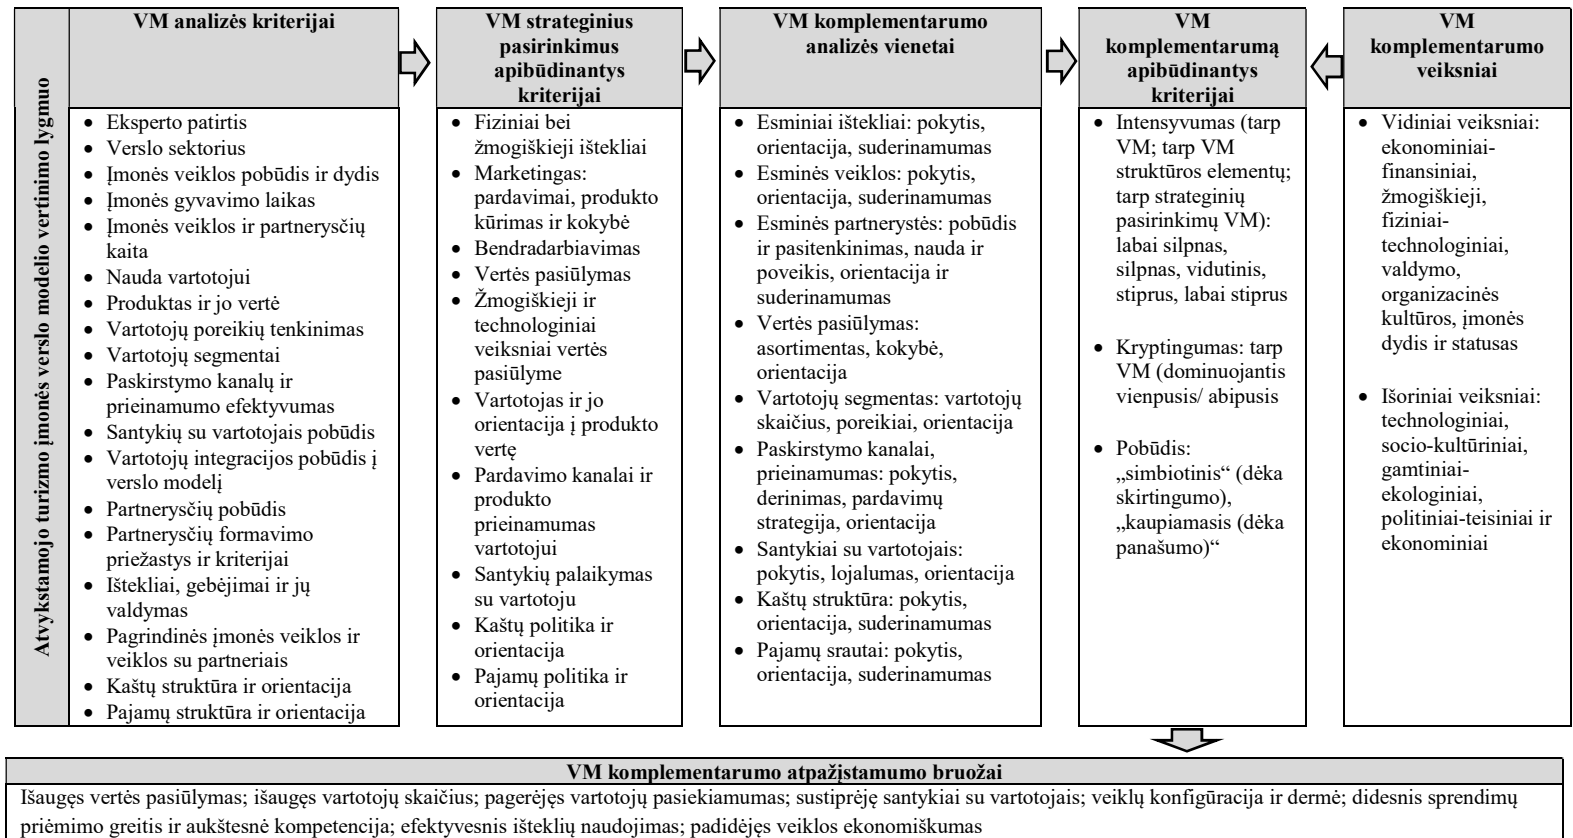 Atvykstamojo turizmo įmonės verslo modelio vertinimo lygmuo
VM analizės kriterijai
• Eksperto patirtis
• Verslo sektorius
• Įmonės veiklos pobūdis ir dydis
• Įmonės gyvavimo laikas
• Įmonės veiklos ir partnerysčių
kaita
• Nauda vartotojui
• Produktas ir jo vertė
• Vartotojų poreikių tenkinimas
• Vartotojų segmentai
• Paskirstymo kanalų ir
prieinamumo efektyvumas
• Santykių su vartotojais pobūdis
• Vartotojų integracijos pobūdis į
verslo modelį
• Partnerysčių pobūdis
• Partnerysčių formavimo
priežastys ir kriterijai
• Ištekliai, gebėjimai ir jų
valdymas
• Pagrindinės įmonės veiklos ir
veiklos su partneriais
• Kaštų struktūra ir orientacija
• Pajamų struktūra ir orientacija
VM strateginius
pasirinkimus
apibūdinantys
kriterijai
• Fiziniai bei
žmogiškieji ištekliai
• Marketingas:
pardavimai, produkto
kūrimas ir kokybė
• Bendradarbiavimas
• Vertės pasiūlymas
• Žmogiškieji ir
technologiniai
veiksniai vertės
pasiūlyme
• Vartotojas ir jo
orientacija į produkto
vertę
• Pardavimo kanalai ir
produkto
prieinamumas
vartotojui
• Santykių palaikymas
su vartotoju
• Kaštų politika ir
orientacija
• Pajamų politika ir
orientacija
VM komplementarumo
analizės vienetai
• Esminiai ištekliai: pokytis,
orientacija, suderinamumas
• Esminės veiklos: pokytis,
orientacija, suderinamumas
• Esminės partnerystės: pobūdis
ir pasitenkinimas, nauda ir
poveikis, orientacija ir
suderinamumas
• Vertės pasiūlymas:
asortimentas, kokybė,
orientacija
• Vartotojų segmentas: vartotojų
skaičius, poreikiai, orientacija
• Paskirstymo kanalai,
prieinamumas: pokytis,
derinimas, pardavimų
strategija, orientacija
• Santykiai su vartotojais:
pokytis, lojalumas, orientacija
• Kaštų struktūra: pokytis,
orientacija, suderinamumas
• Pajamų srautai: pokytis,
orientacija, suderinamumas
VM
komplementarumą
apibūdinantys
kriterijai
• Intensyvumas (tarp
VM; tarp VM
struktūros elementų;
tarp strateginių
pasirinkimų VM):
labai silpnas,
silpnas, vidutinis,
stiprus, labai stiprus
• Kryptingumas: tarp
VM (dominuojantis
vienpusis/ abipusis
• Pobūdis:
„simbiotinis“ (dėka
skirtingumo),
„kaupiamasis (dėka
panašumo)“
VM
komplementarumo
veiksniai
• Vidiniai veiksniai:
ekonominiai-
finansiniai,
žmogiškieji,
fiziniai-
technologiniai,
valdymo,
organizacinės
kultūros, įmonės
dydis ir statusas
• Išoriniai veiksniai:
technologiniai,
socio-kultūriniai,
gamtiniai-
ekologiniai,
politiniai-teisiniai ir
ekonominiai
VM komplementarumo atpažįstamumo bruožai
Išaugęs vertės pasiūlymas; išaugęs vartotojų skaičius; pagerėjęs vartotojų pasiekiamumas; sustiprėję santykiai su vartotojais; veiklų konfigūracija ir dermė; didesnis sprendimų
priėmimo greitis ir aukštesnė kompetencija; efektyvesnis išteklių naudojimas; padidėjęs veiklos ekonomiškumas